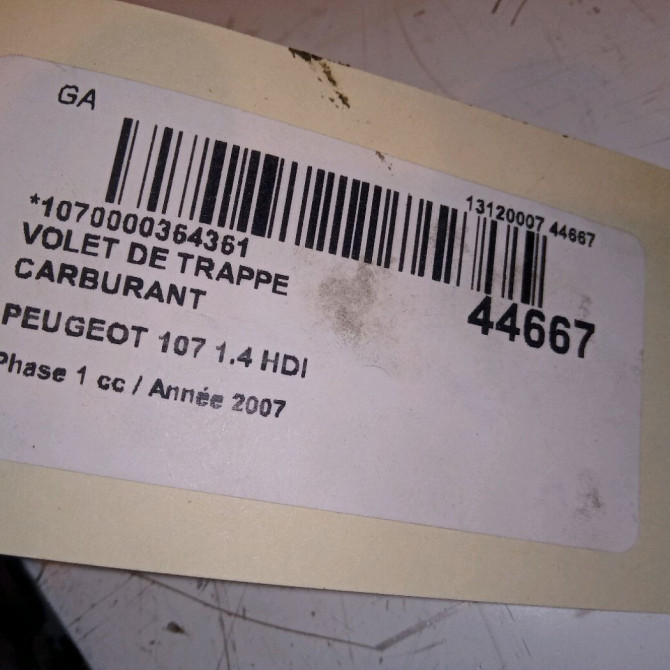 GA
13120007 44667
*1070000364361
VOLET DE TRAPPE
CARBURANT
44667
PEUGEOT 107 1.4 HDI
Phase 1 cc / Année 2007